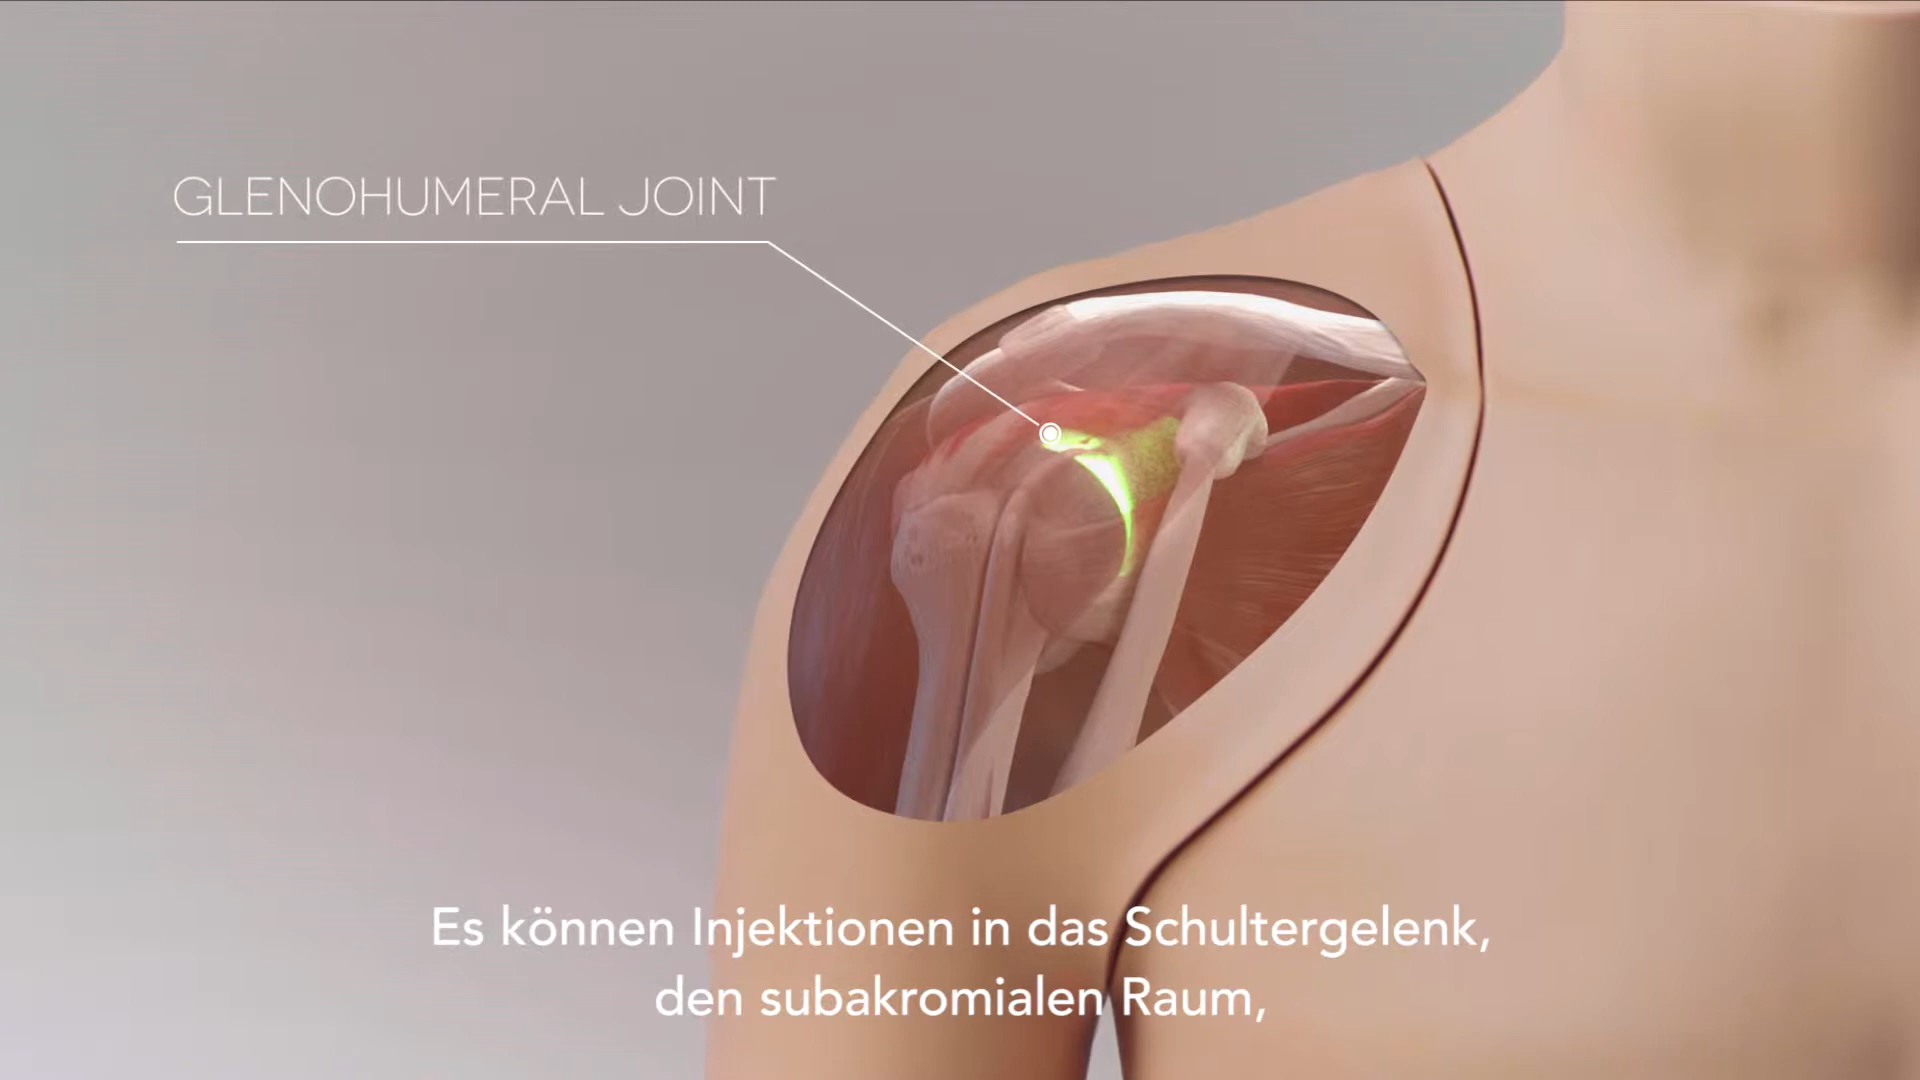 GLENOHUMERAL JOINT
Es können Injektionen in das Schultergelenk,
den subakromialen Raum,